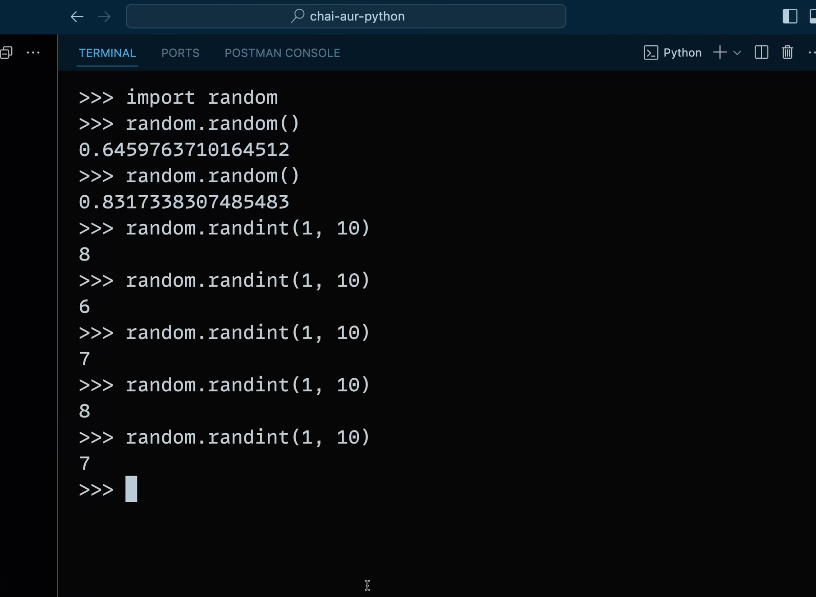 chai-aur-python
TERMINAL PORTS POSTMAN CONSOLE Python
>>> import random
>>> random.random()
0.6459763710164512
>>> random.random()
0.8317338307485483
>>> random.randint(1, 10)
8
>>> random.randint(1, 10)
6
>>> random.randint(1, 10)
7
>>> random.randint(1, 10)
8
>>> random.randint(1, 10)
7
>>>